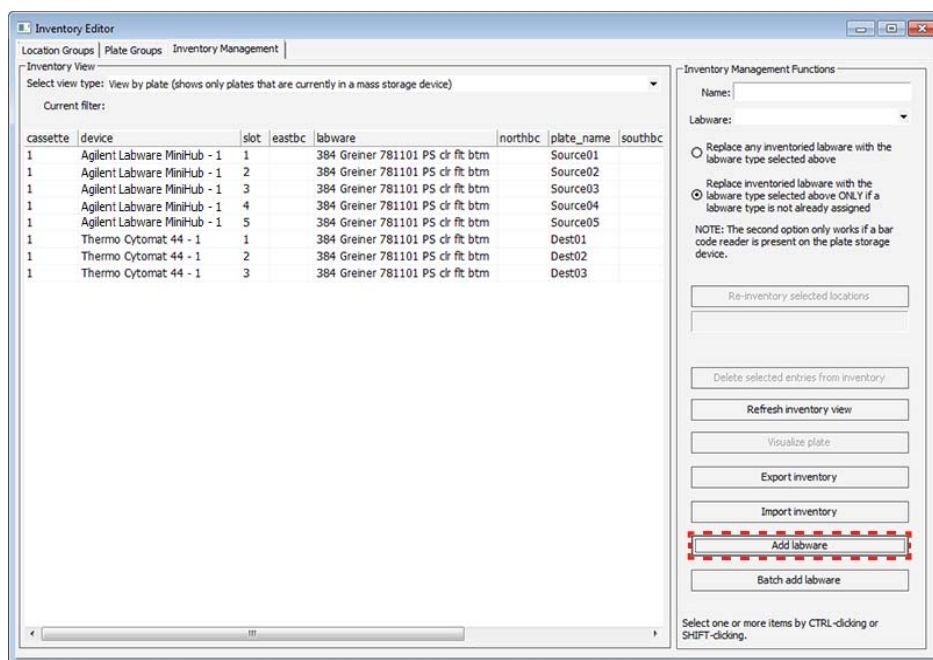 Inventory Editor
Location Groups | Plate Groups Inventory Management
Inventory View
Select view type: View by plate (shows only plates that are currently in a mass storage device)
Current filter:
cassette device slot eastbc labware northbc plate_name southbc
1 Agilent Labware MiniHub - 1 1 384 Greiner 781101 PS clr flt btm Source01
1 Agilent Labware MiniHub - 1 2 384 Greiner 781101 PS clr flt btm Source02
1 Agilent Labware MiniHub - 1 3 384 Greiner 781101 PS clr flt btm Source03
1 Agilent Labware MiniHub - 1 4 384 Greiner 781101 PS clr flt btm Source04
1 Agilent Labware MiniHub - 1 5 384 Greiner 781101 PS clr flt btm Source05
1 Thermo Cytomat 44 - 1 1 384 Greiner 781101 PS clr flt btm Dest01
1 Thermo Cytomat 44 - 1 2 384 Greiner 781101 PS clr flt btm Dest02
1 Thermo Cytomat 44 - 1 3 384 Greiner 781101 PS clr flt btm Dest03
Inventory Management Functions
Name:
Labware:
Replace any inventoried labware with the
labware type selected above
Replace inventoried labware with the
labware type selected above ONLY if a
labware type is not already assigned
NOTE: The second option only works if a bar
code reader is present on the plate storage
device.
Re-inventory selected locations
Delete selected entries from inventory
Refresh inventory view
Visualize plate
Export inventory
Import inventory
Add labware
Batch add labware
Select one or more items by CTRL-clicking or
SHIFT-clicking.